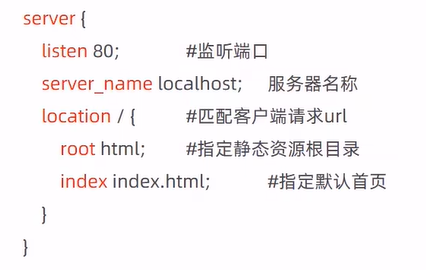 server {
listen 80; #监听端口
server_name localhost; 服务器名称
location / { #匹配客户端请求url
root html; #指定静态资源根目录
index index.html; #指定默认首页
}
}